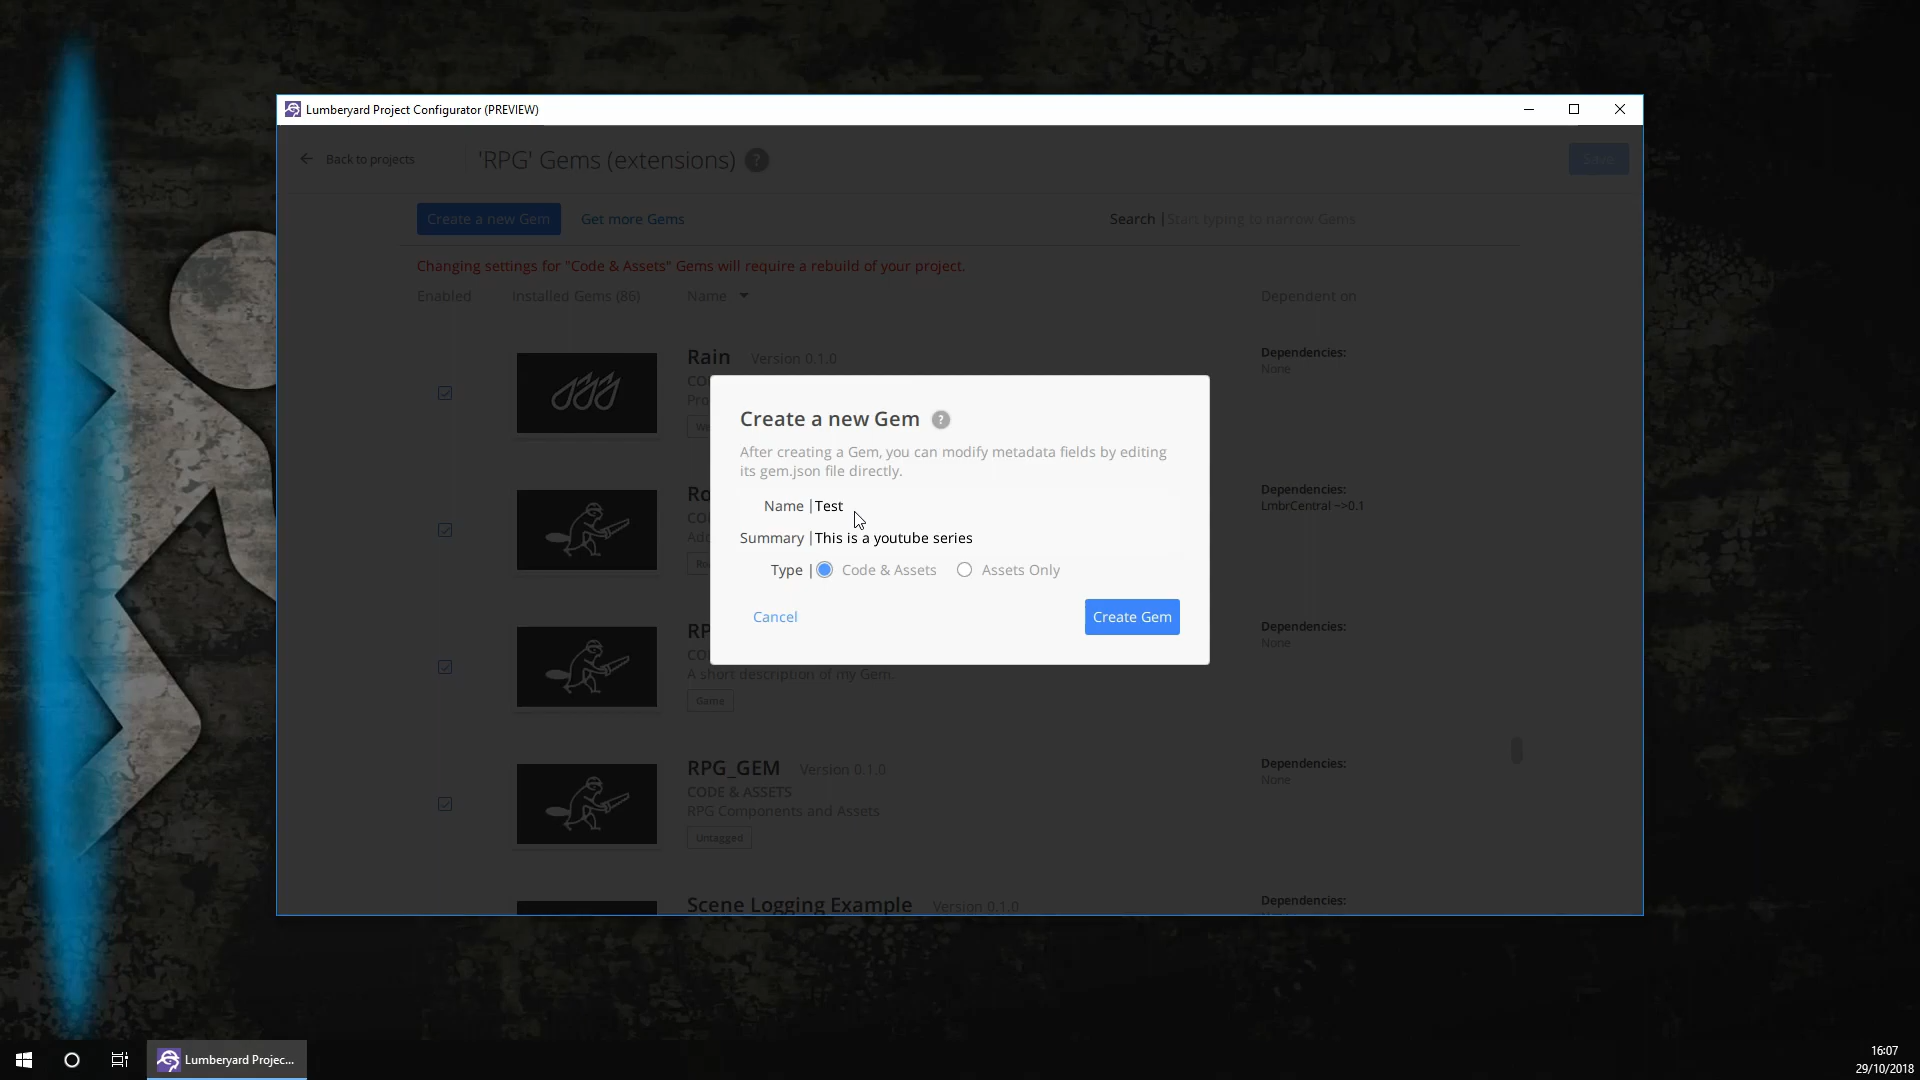 Lumberyard Project Configurator (PREVIEW)
Back to projects
'RPG' Gems (extensions) ?
Save
Create a new Gem
Get more Gems
Search | Start typing to narrow Gems
Changing settings for "Code & Assets" Gems will require a rebuild of your project.
Enabled
Installed Gems (86)
Name
Dependent on
Rain Version 0.1.0
Dependencies:
None
Create a new Gem ?
After creating a Gem, you can modify metadata fields by editing
its gem.json file directly.
Name | Test
Summary | This is a youtube series
Type | Code & Assets Assets Only
Cancel
Create Gem
Dependencies:
LmbrCentral ~>0.1
Dependencies:
None
A short description of my Gem.
Game
RPG_GEM Version 0.1.0
CODE & ASSETS
RPG Components and Assets
Untagged
Dependencies:
None
Scene Logging Example Version 0.1.0
Dependencies:
Lumberyard Projec...
16:07
29/10/2018